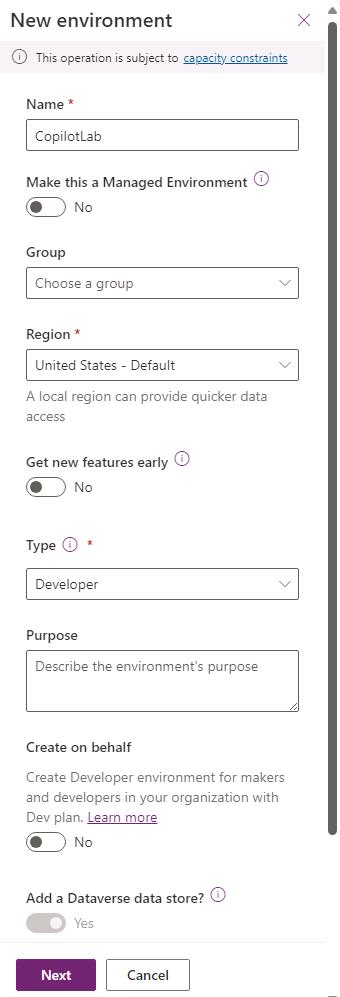 New environment
This operation is subject to capacity constraints
Name *
CopilotLab
Make this a Managed Environment
No
Group
Choose a group
Region *
United States - Default
A local region can provide quicker data
access
Get new features early
No
Type *
Developer
Purpose
Describe the environment's purpose
Create on behalf
Create Developer environment for makers
and developers in your organization with
Dev plan. Learn more
No
Add a Dataverse data store?
Yes
Next Cancel